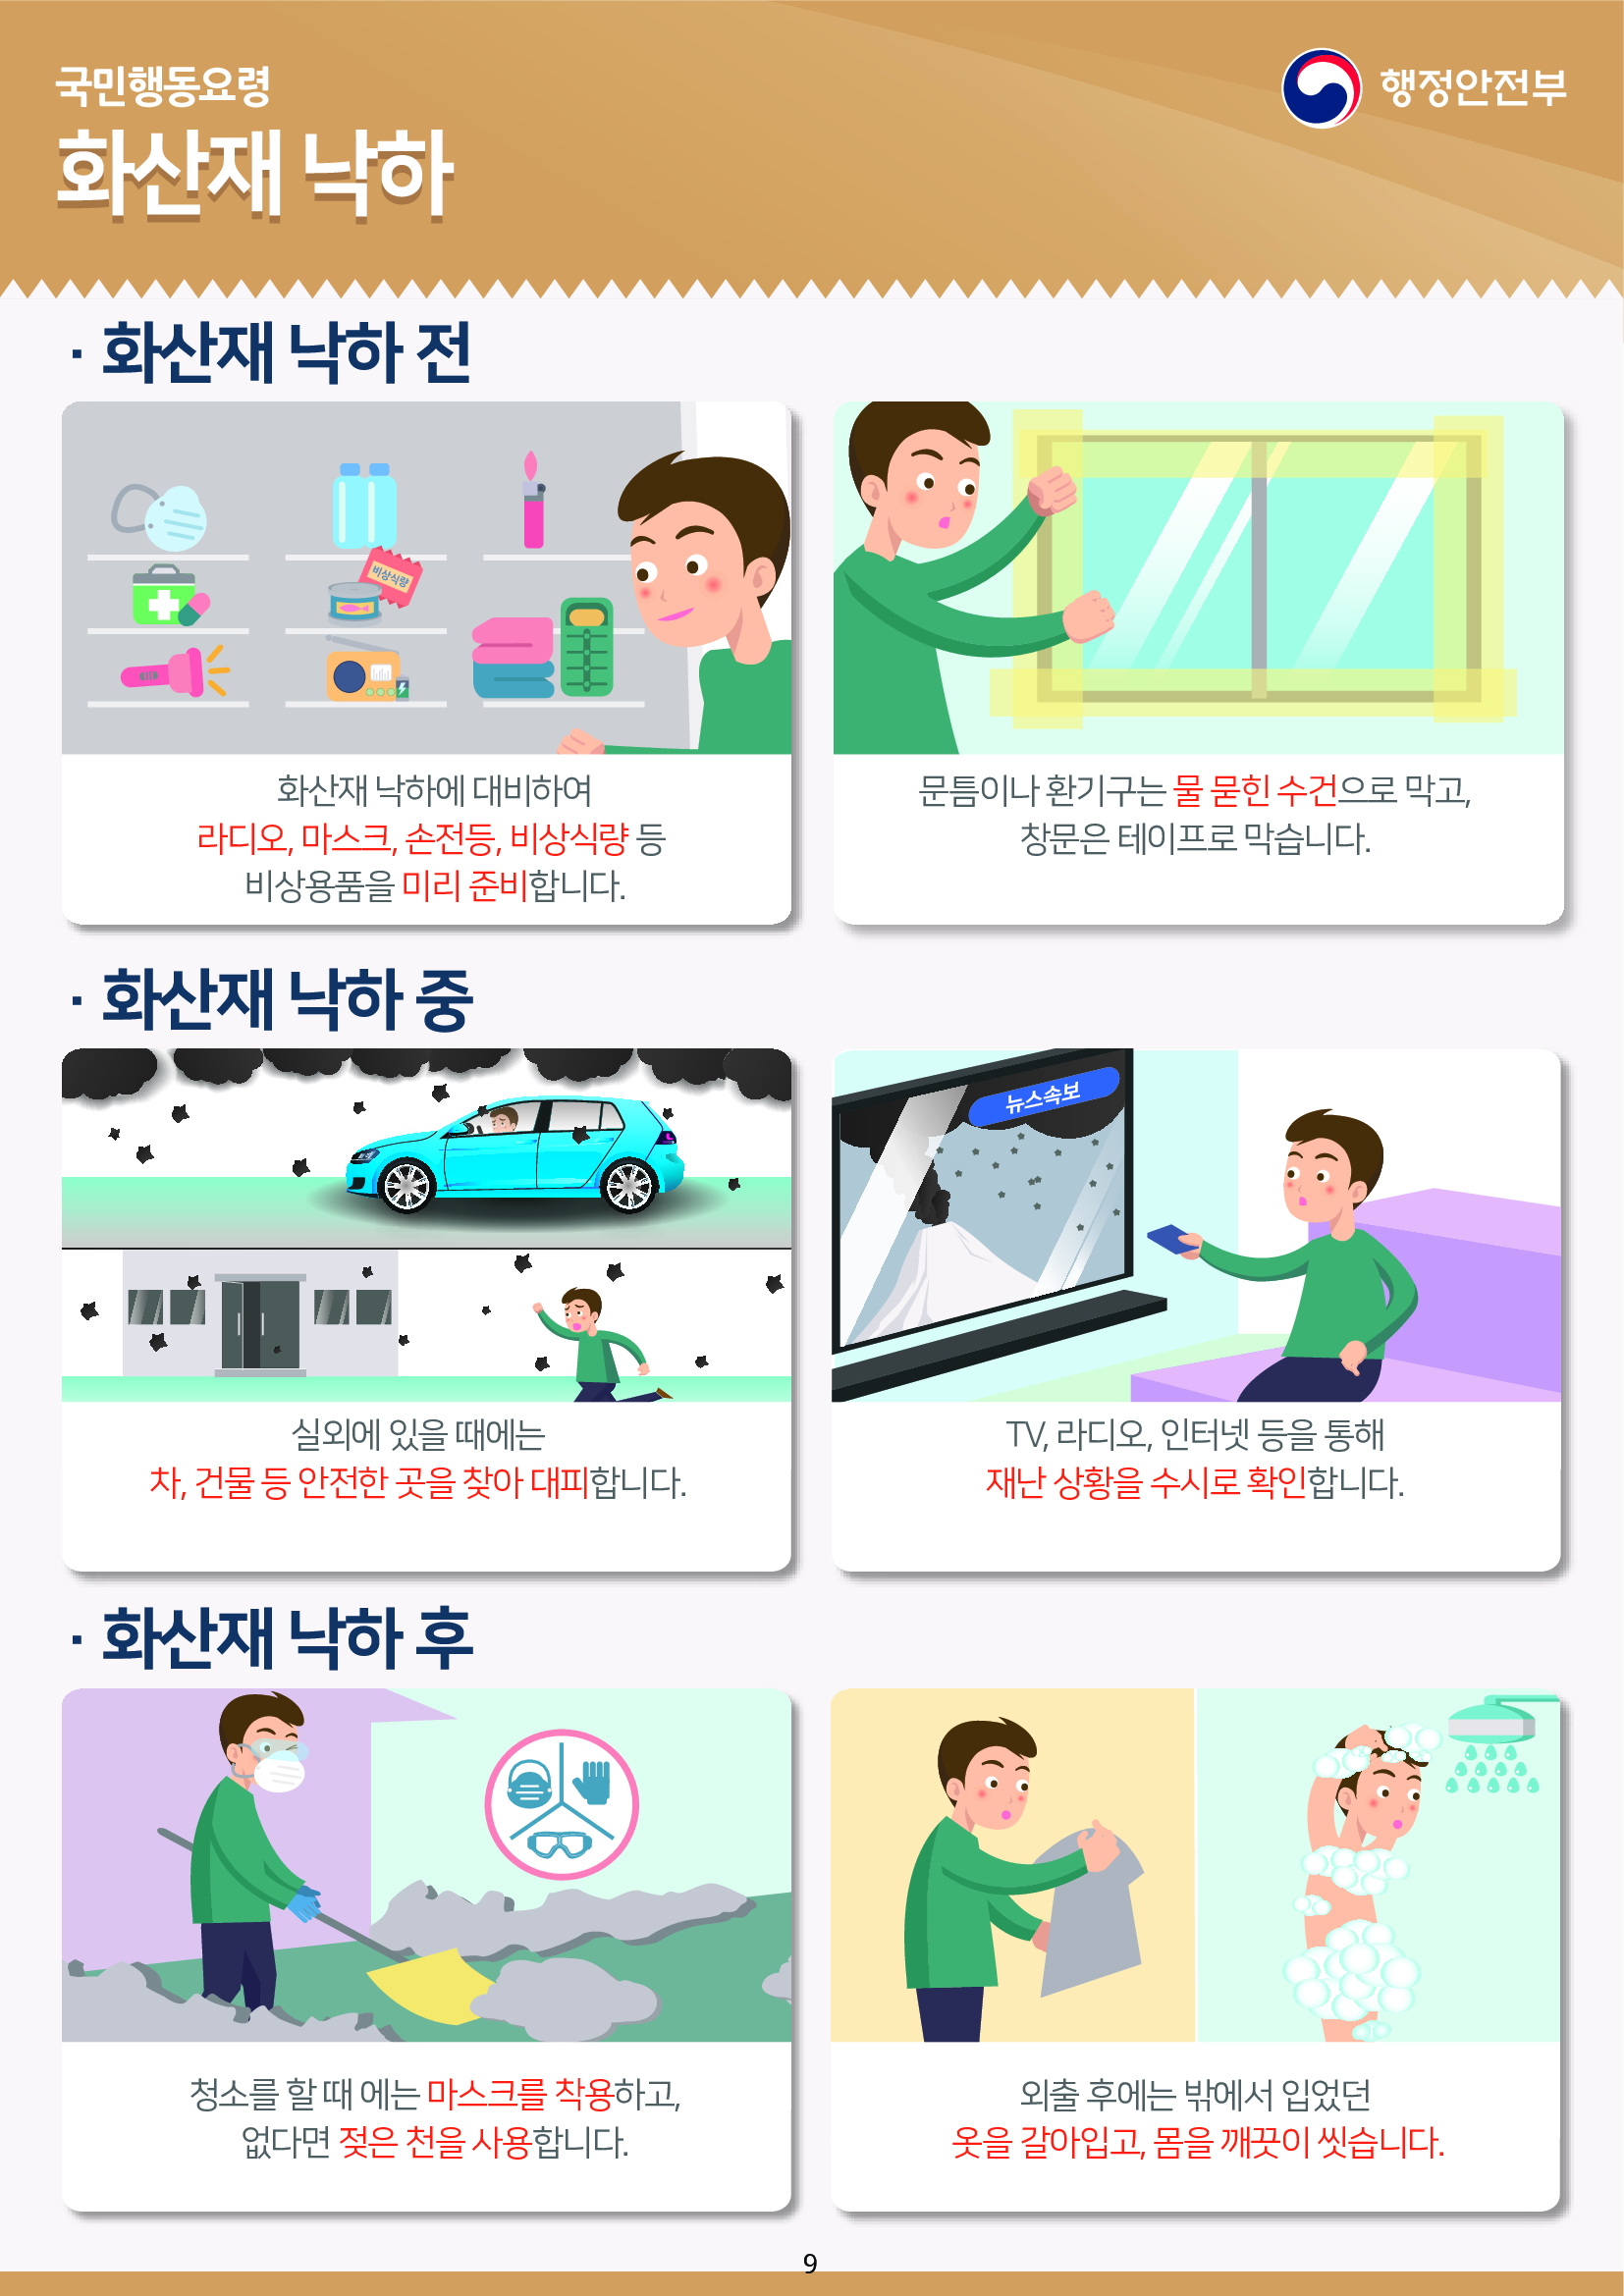 국민행동요령
화산재 낙하
행정안전부
· 화산재 낙하 전
비상식량
화산재 낙하에 대비하여
라디오, 마스크, 손전등, 비상식량 등
비상용품을 미리 준비합니다.
문틈이나 환기구는 물 묻힌 수건으로 막고,
창문은 테이프로 막습니다.
· 화산재 낙하 중
실외에 있을 때에는
차, 건물 등 안전한 곳을 찾아 대피합니다.
뉴스속보
TV, 라디오, 인터넷 등을 통해
재난 상황을 수시로 확인합니다.
· 화산재 낙하 후
청소를 할 때 에는 마스크를 착용하고,
없다면 젖은 천을 사용합니다.
외출 후에는 밖에서 입었던
옷을 갈아입고, 몸을 깨끗이 씻습니다.
9